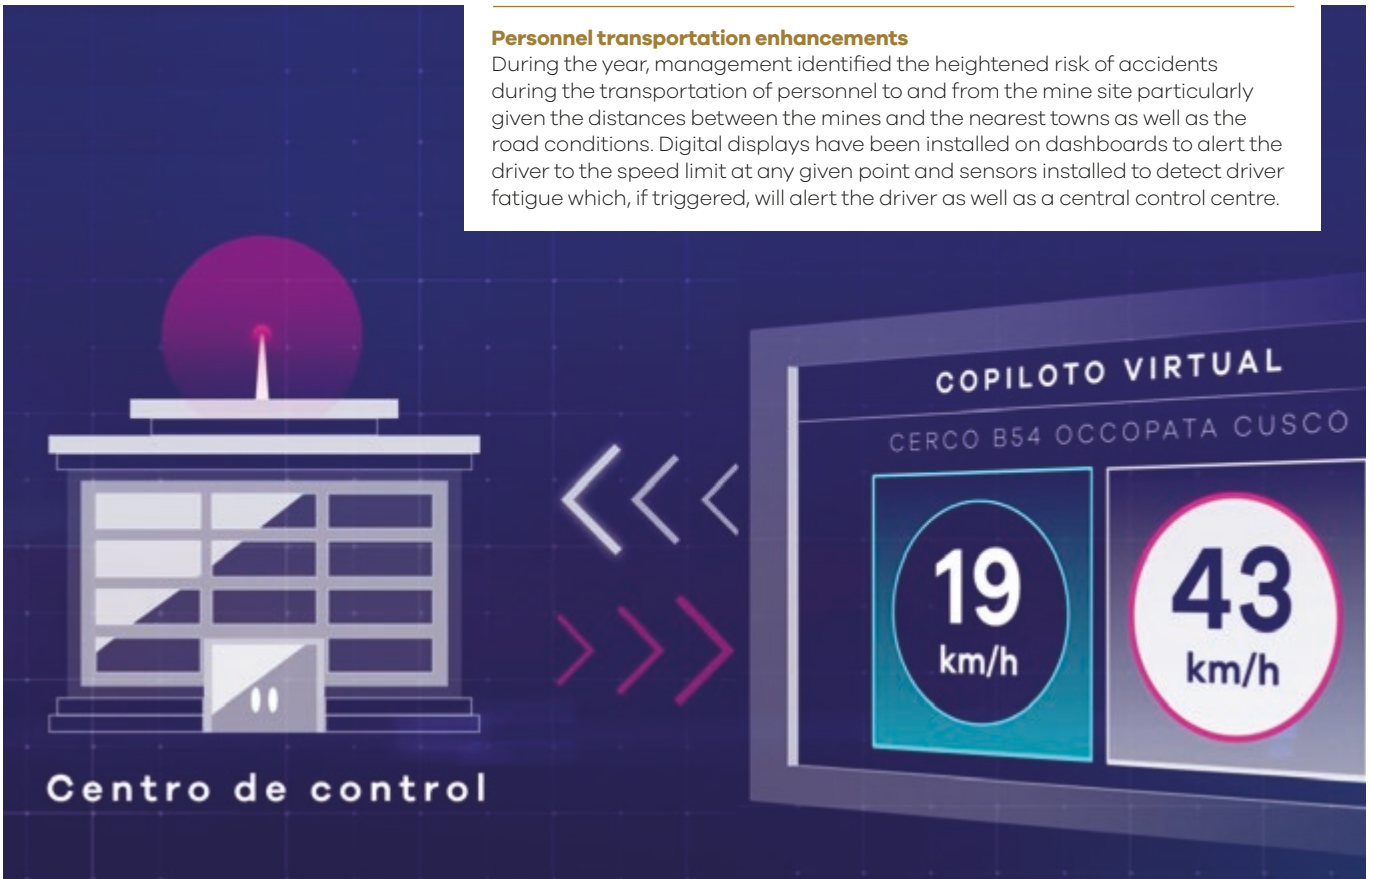 Personnel transportation enhancements
During the year, management identified the heightened risk of accidents
during the transportation of personnel to and from the mine site particularly
given the distances between the mines and the nearest towns as well as the
road conditions. Digital displays have been installed on dashboards to alert the
driver to the speed limit at any given point and sensors installed to detect driver
fatigue which, if triggered, will alert the driver as well as a central control centre.
COPILOTO VIRTUAL
CERCO B54 OCCOPATA CUSCO
19
km/h
43
km/h
Centro de control